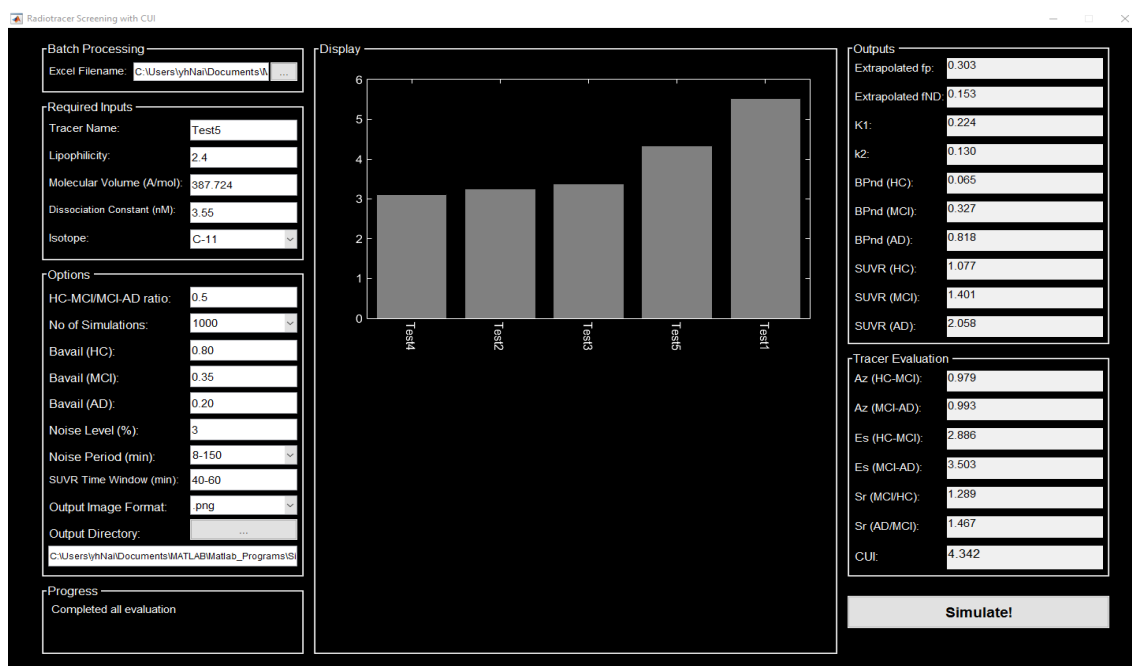 Radiotracer Screening with CUI
Batch Processing
Excel Filename: C:\Users\yhNai\Documents\M ...
Required Inputs
Tracer Name: Test5
Lipophilicity: 2.4
Molecular Volume (A/mol): 387.724
Dissociation Constant (nM): 3.55
Isotope: C-11
Options
HC-MCI/MCI-AD ratio: 0.5
No of Simulations: 1000
Bavail (HC): 0.80
Bavail (MCI): 0.35
Bavail (AD): 0.20
Noise Level (%): 3
Noise Period (min): 8-150
SUVR Time Window (min): 40-60
Output Image Format: .png
Output Directory: ...
C:\Users\yhNai\Documents\MATLAB\Matlab_Programs\Si
Progress
Completed all evaluation
Display
6
5
4
3
2
1
0
Test4
Test2
Test3
Test5
Test1
Outputs
Extrapolated fp: 0.303
Extrapolated fND: 0.153
K1: 0.224
k2: 0.130
BPnd (HC): 0.065
BPnd (MCI): 0.327
BPnd (AD): 0.818
SUVR (HC): 1.077
SUVR (MCI): 1.401
SUVR (AD): 2.058
Tracer Evaluation
Az (HC-MCI): 0.979
Az (MCI-AD): 0.993
Es (HC-MCI): 2.886
Es (MCI-AD): 3.503
Sr (MCI/HC): 1.289
Sr (AD/MCI): 1.467
CUI: 4.342
Simulate!